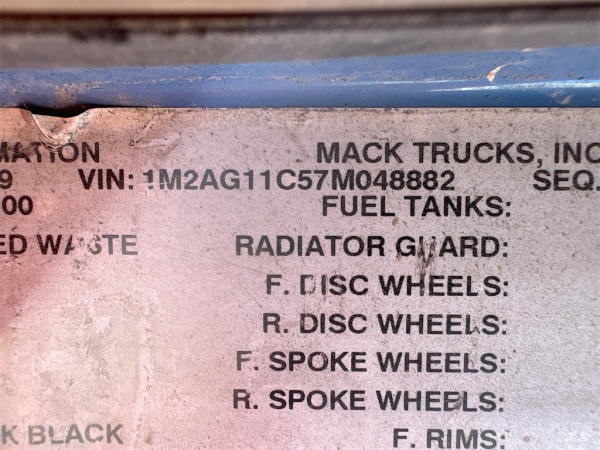 MATION MACK TRUCKS, INC
9 VIN: 1M2AG11C57M048882 SEQ.
00 FUEL TANKS:
ED WASTE RADIATOR GUARD:
F. DISC WHEELS:
R. DISC WHEELS:
F. SPOKE WHEELS:
R. SPOKE WHEELS:
K BLACK F. RIMS: